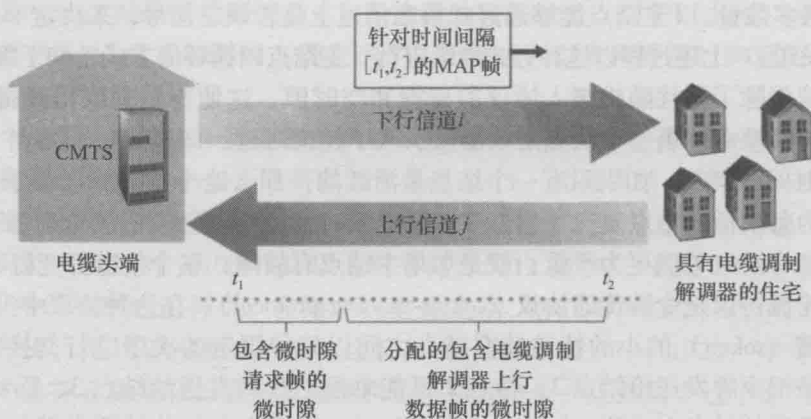 针对时间间隔
[t₁,t₂]的MAP帧
CMTS
下行信道i
上行信道j
电缆头端
具有电缆调制
解调器的住宅
t₁
t₂
包含微时隙
请求帧的
微时隙
分配的包含电缆调制
解调器上行
数据帧的微时隙